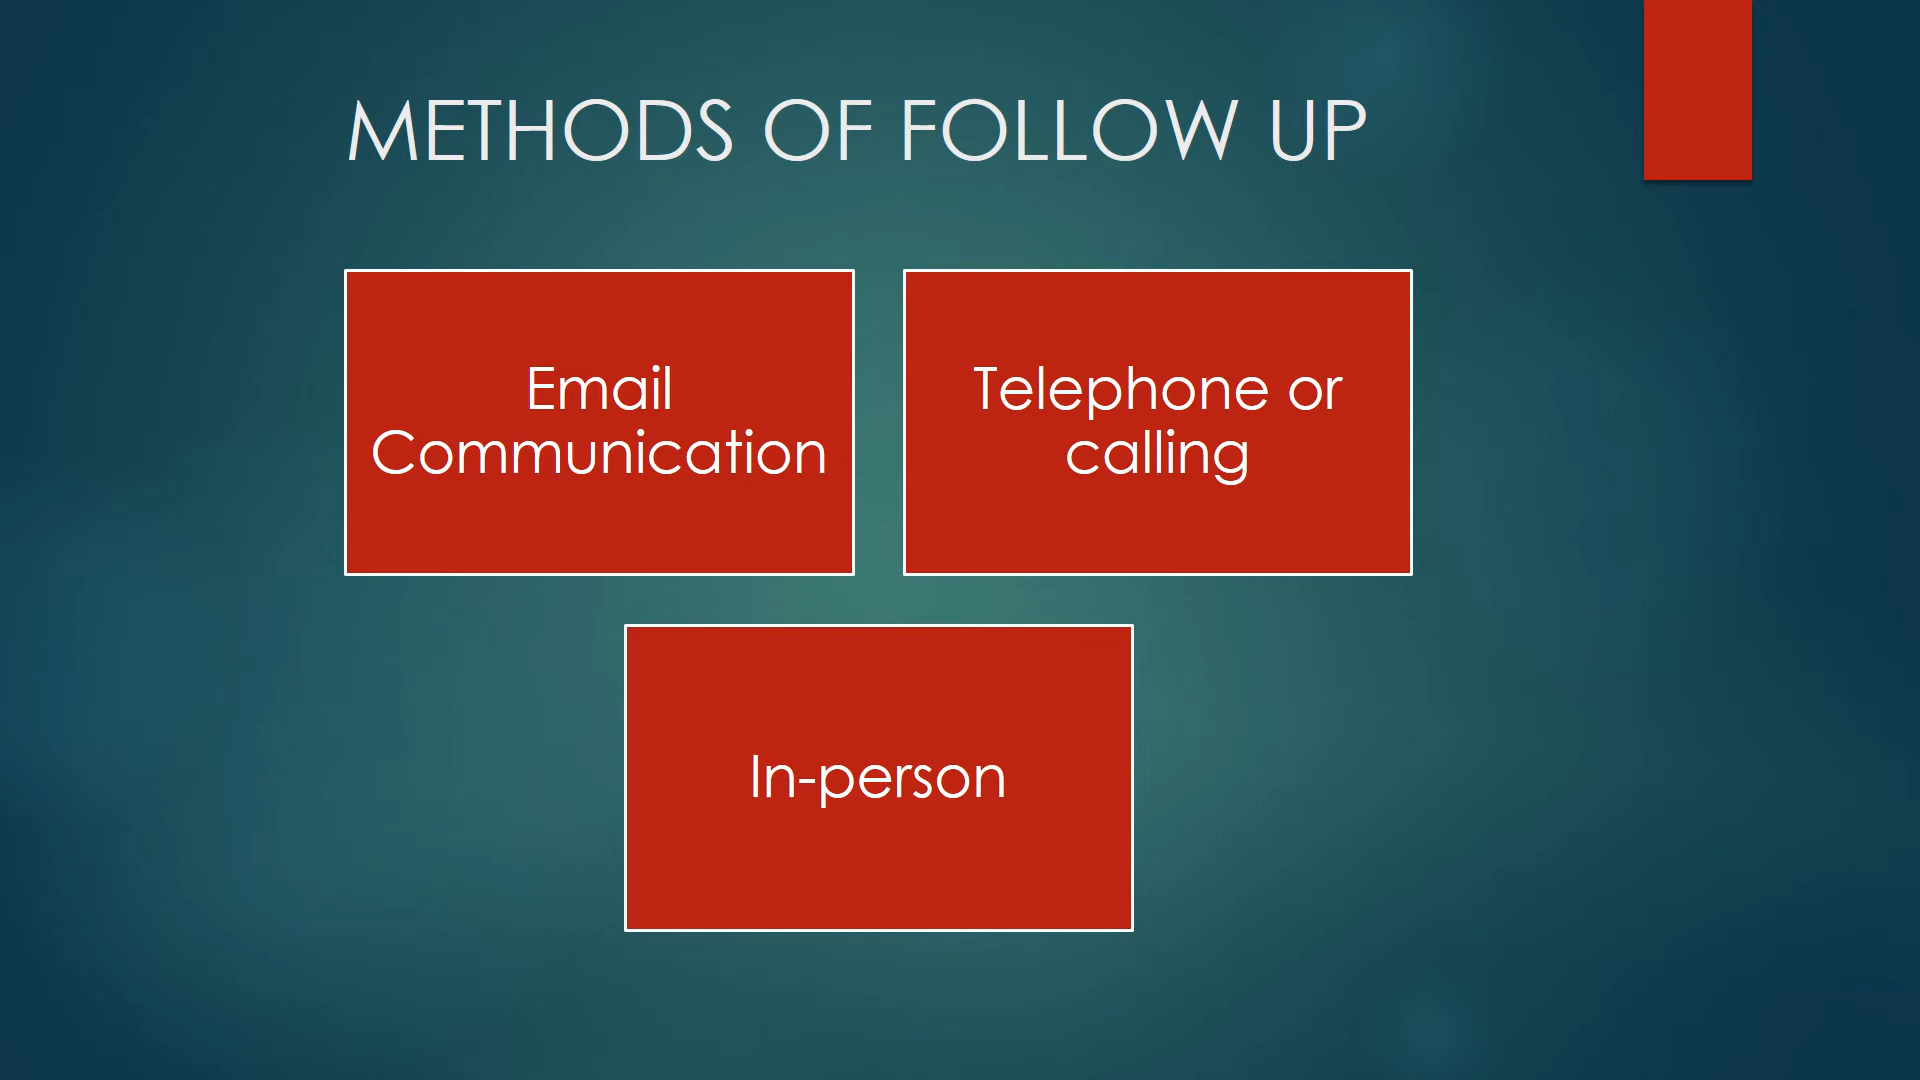 METHODS OF FOLLOW UP
Email
Communication
Telephone or
calling
In-person